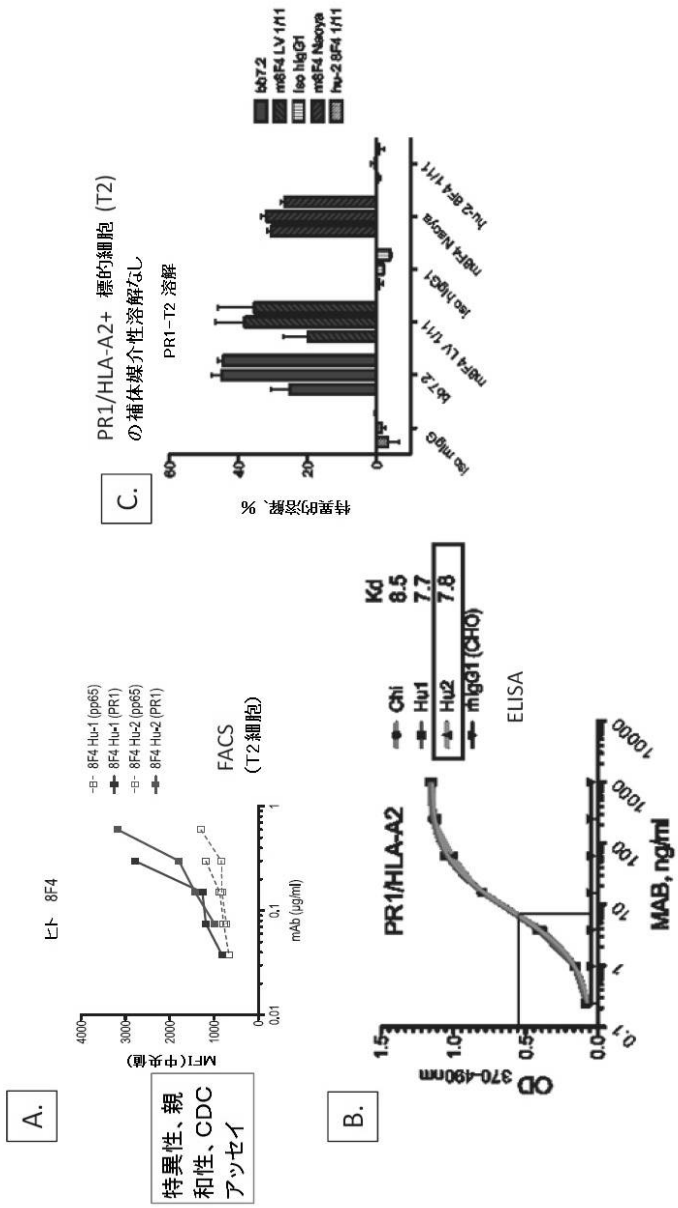 特異性、親
和性、CDC
アッセイ
A.
ヒト 8F4
4000
3000
2000
1000
0
MFI(中央値)
0.01
0.1
1
mAb (µg/ml)
8F4 Hu-1 (pp65)
8F4 Hu-1 (PR1)
8F4 Hu-2 (pp65)
8F4 Hu-2 (PR1)
FACS
(T2細胞)
B.
PR1/HLA-A2
1.5
1.0
0.5
0.0
OD
370-490nm
0.1
1
10
100
1000
10000
MAB, ng/ml
Kd
Chi 8.5
Hu1 7.7
Hu2 7.8
mIgG1 (CHO)
ELISA
C.
PR1/HLA-A2+ 標的細胞 (T2)
の補体媒介性溶解なし
PR1-T2 溶解
60
40
20
0
特異的溶解、%
iso mIgG
bb7.2
m8F4 LV 1/11
iso hIgG1
m8F4 Naoya
hu-2 8F4 1/11
bb7.2
m8F4 LV 1/11
iso hIgG1
m8F4 Naoya
hu-2 8F4 1/11